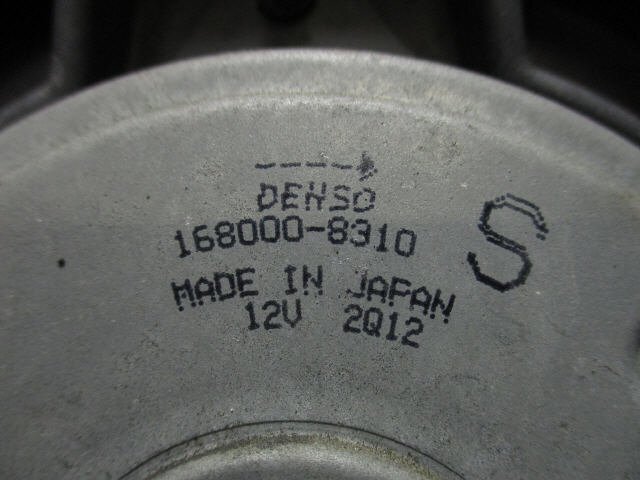 DENSO
168000-8310
S
MADE IN JAPAN
12V 2Q12